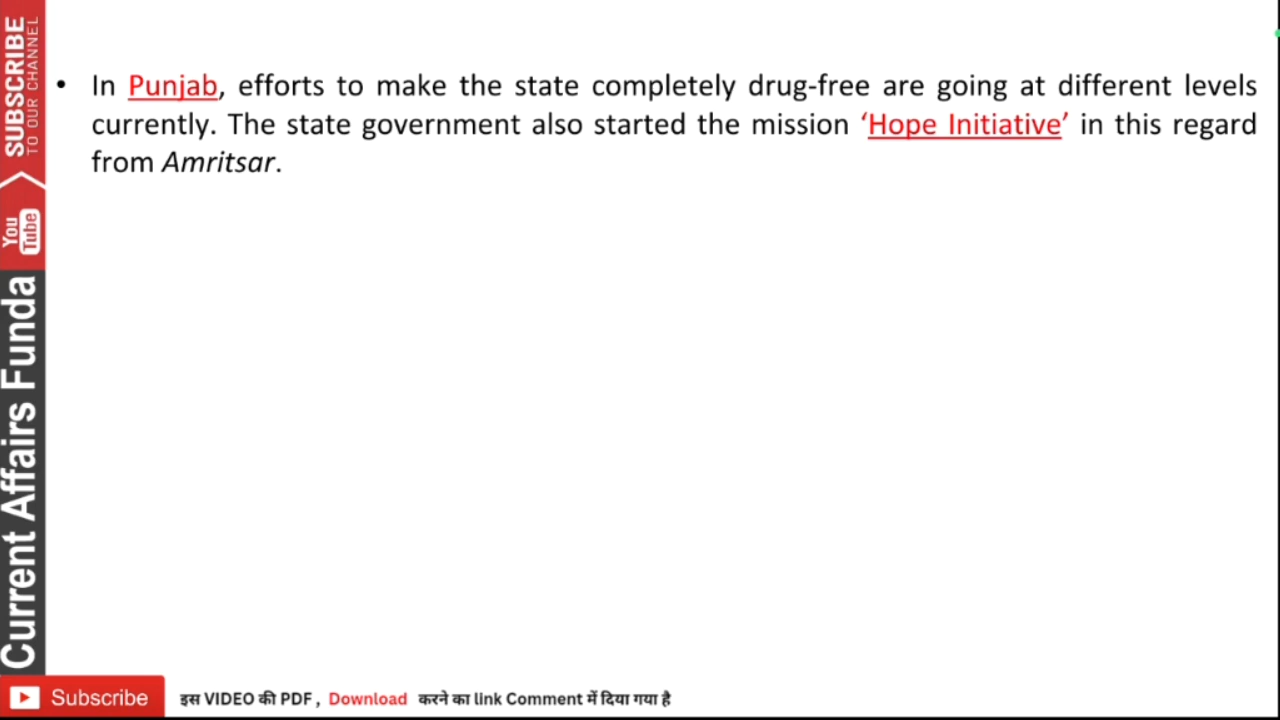 • In Punjab, efforts to make the state completely drug-free are going at different levels
currently. The state government also started the mission ‘Hope Initiative’ in this regard
from Amritsar.
SUBSCRIBE
TO OUR CHANNEL
You Tube
Current Affairs Funda
Subscribe
इस VIDEO की PDF , Download करने का link Comment में दिया गया है